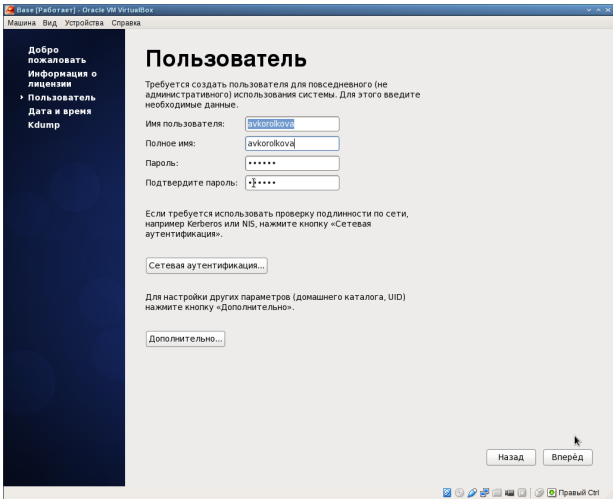 Base [Работает] - Oracle VM VirtualBox
Машина Вид Устройства Справка
Добро
пожаловать
Информация о
лицензии
Пользователь
Дата и время
Kdump
Пользователь
Требуется создать пользователя для повседневного (не
административного) использования системы. Для этого введите
необходимые данные.
Имя пользователя: avkorolkova
Полное имя: avkorolkova
Пароль: ••••••
Подтвердите пароль: ••••••
Если требуется использовать проверку подлинности по сети,
например Kerberos или NIS, нажмите кнопку «Сетевая
аутентификация».
Сетевая аутентификация...
Для настройки других параметров (домашнего каталога, UID)
нажмите кнопку «Дополнительно».
Дополнительно...
Назад Вперёд
Правый Ctrl